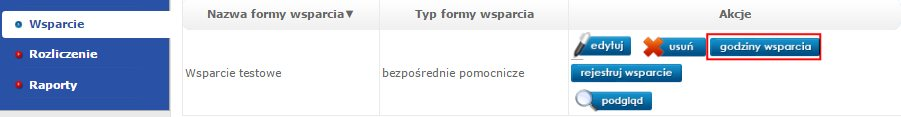 Wsparcie
Rozliczenie
Raporty
Nazwa formy wsparcia▼ Typ formy wsparcia Akcje
Wsparcie testowe bezpośrednie pomocnicze edytuj usuń godziny wsparcia
rejestruj wsparcie
podgląd